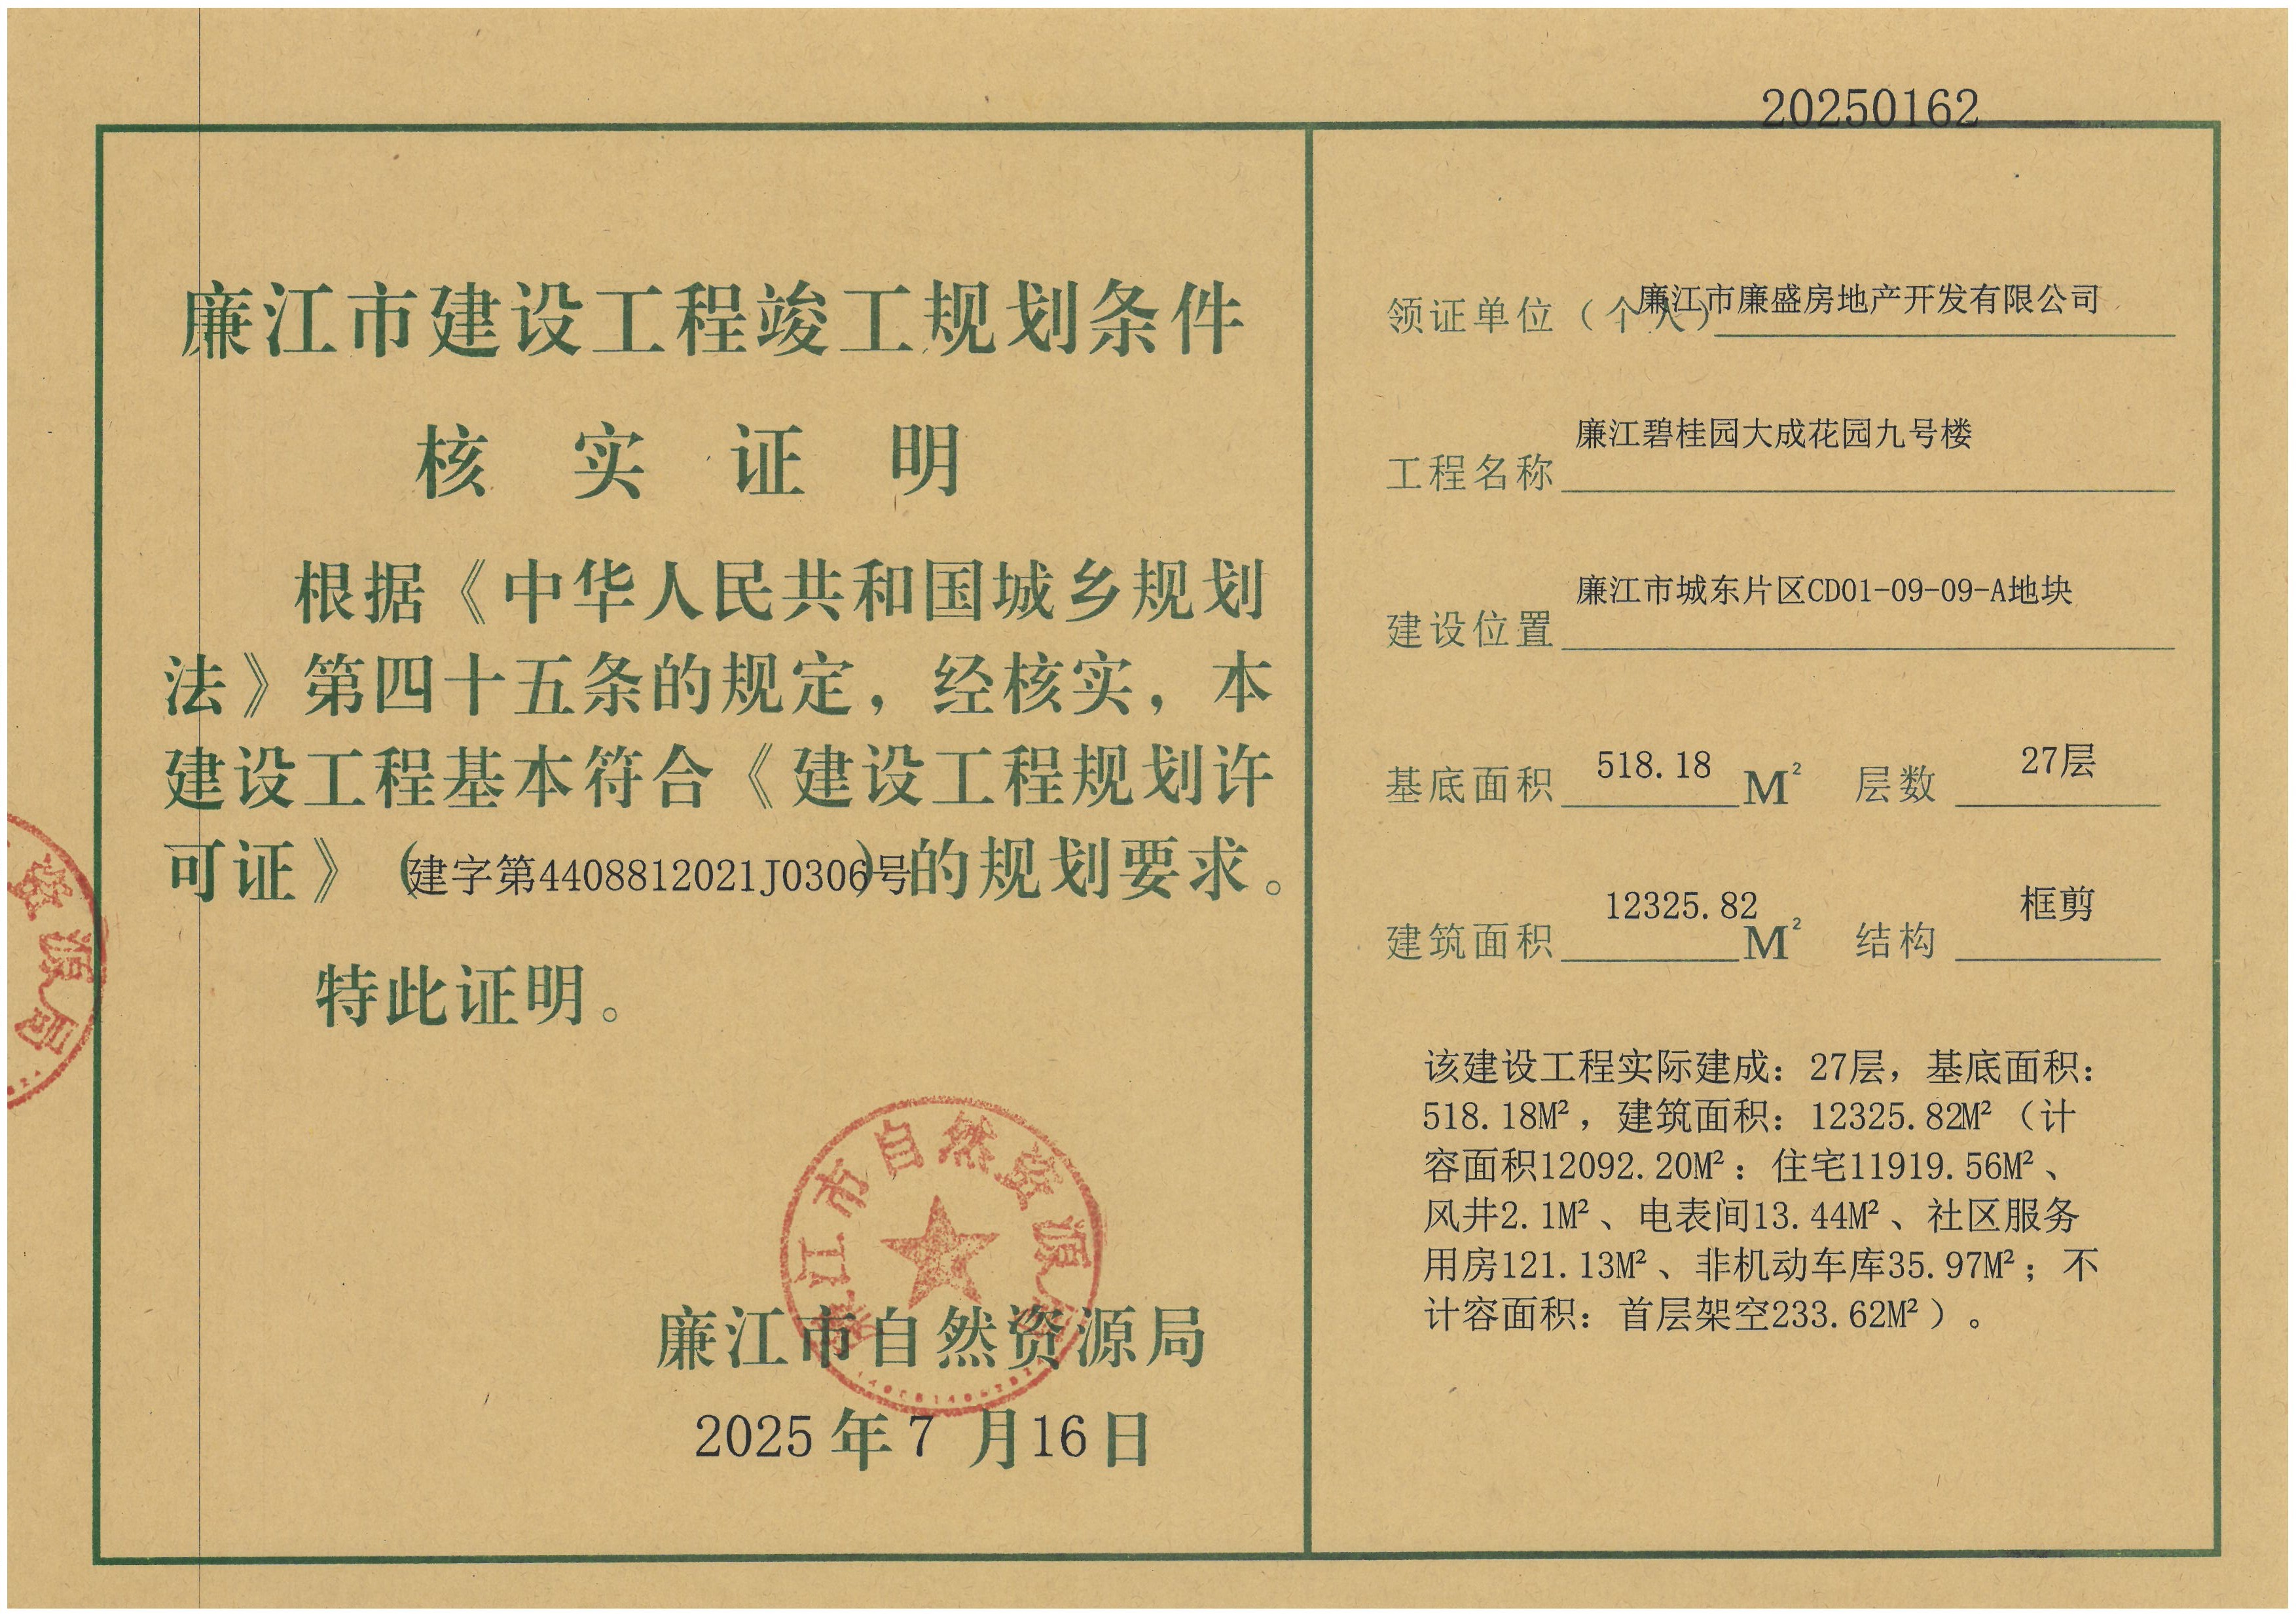 20250162
廉江市建设工程竣工规划条件
核实证明
根据《中华人民共和国城乡规划
法》第四十五条的规定，经核实，本
建设工程基本符合《建设工程规划许
可证》（建字第4408812021J0306号）的规划要求。
特此证明。
廉江市自然资源局
廉江市自然资源局
2025年7月16日
资源局
领证单位（个人）廉江市廉盛房地产开发有限公司
工程名称 廉江碧桂园大成花园九号楼
建设位置 廉江市城东片区CD01-09-09-A地块
基底面积 518.18 M² 层数 27层
建筑面积 12325.82 M² 结构 框剪
该建设工程实际建成：27层，基底面积：
518.18M²，建筑面积：12325.82M²（计
容面积12092.20M²：住宅11919.56M²、
风井2.1M²、电表间13.44M²、社区服务
用房121.13M²、非机动车库35.97M²；不
计容面积：首层架空233.62M²）。